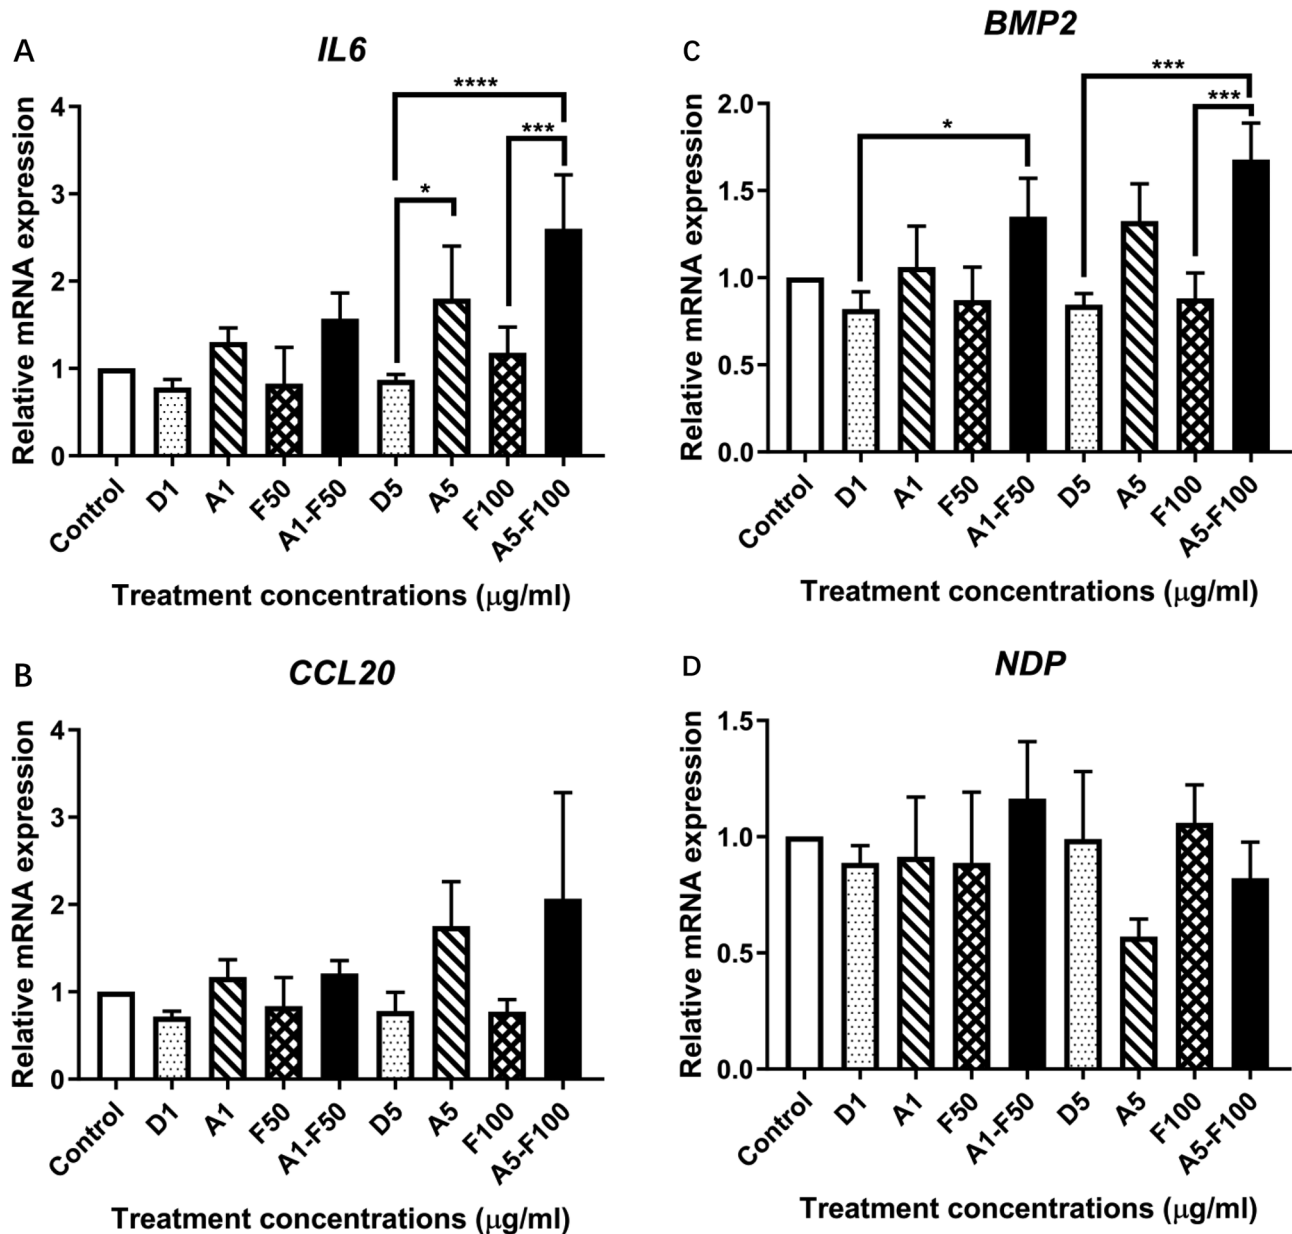 A
IL6
Relative mRNA expression
4
3
2
1
0
****
***
*
Control
D1
A1
F50
A1-F50
D5
A5
F100
A5-F100
Treatment concentrations (μg/ml)
C
BMP2
Relative mRNA expression
2.0
1.5
1.0
0.5
0.0
***
***
*
Control
D1
A1
F50
A1-F50
D5
A5
F100
A5-F100
Treatment concentrations (μg/ml)
B
CCL20
Relative mRNA expression
4
3
2
1
0
Control
D1
A1
F50
A1-F50
D5
A5
F100
A5-F100
Treatment concentrations (μg/ml)
D
NDP
Relative mRNA expression
1.5
1.0
0.5
0.0
Control
D1
A1
F50
A1-F50
D5
A5
F100
A5-F100
Treatment concentrations (μg/ml)